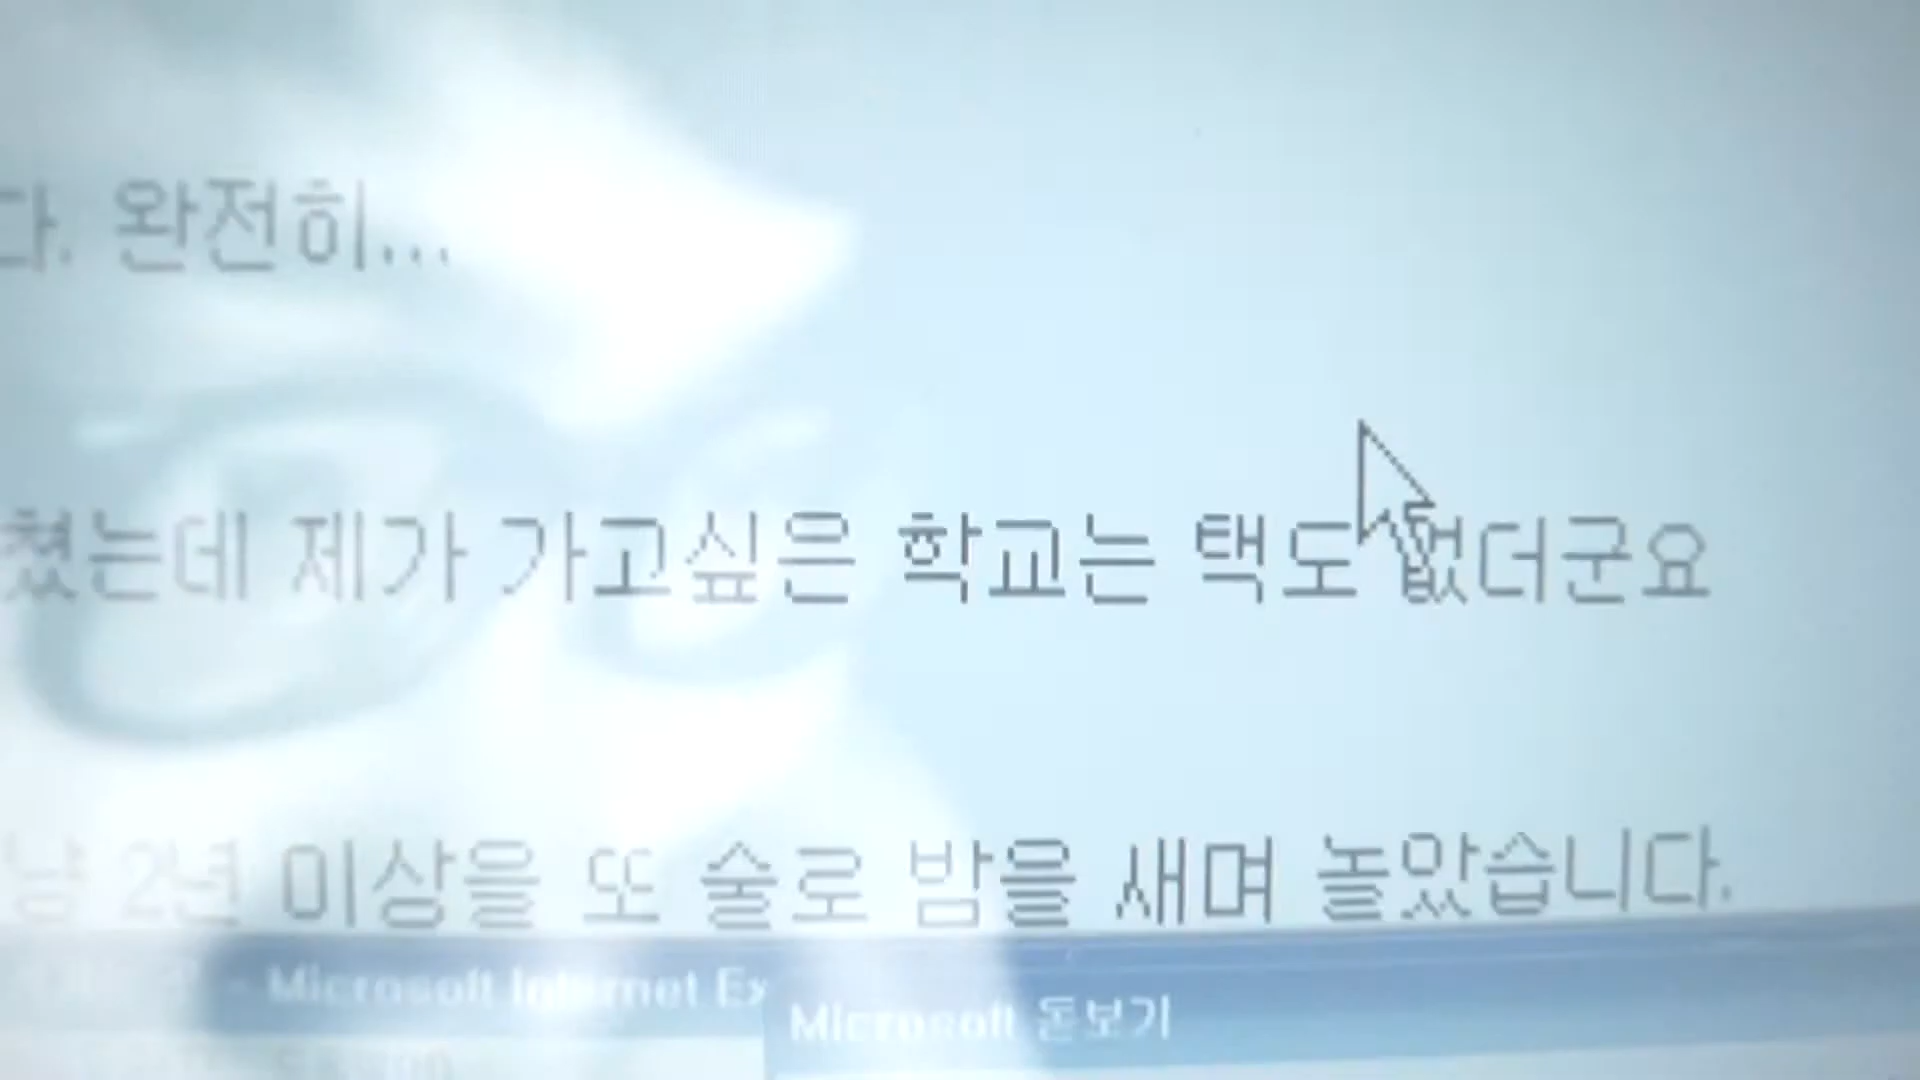 다. 완전히...
쳤는데 제가 가고싶은 학교는 택도 없더군요
냥 2년 이상을 또 술로 밤을 새며 놀았습니다.
- Microsoft Internet Ex
Microsoft 돋보기